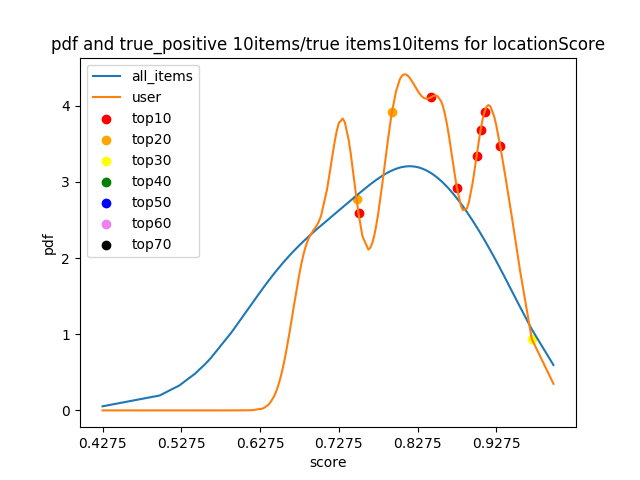 pdf and true_positive 10items/true items10items for locationScore
all_items
user
top10
top20
top30
top40
top50
top60
top70
pdf
4
3
2
1
0
0.4275 0.5275 0.6275 0.7275 0.8275 0.9275
score